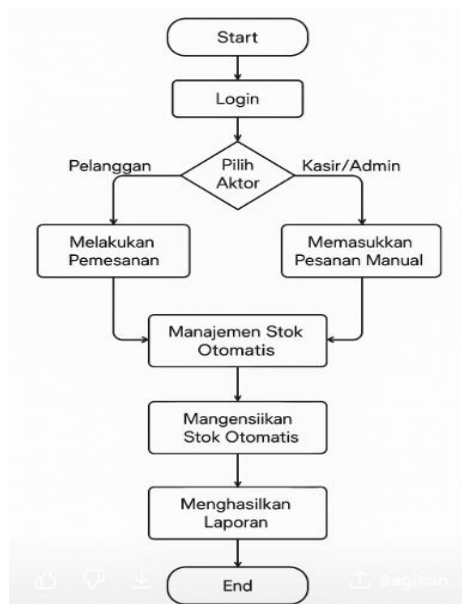 Start
Login
Pelanggan
Pilih
Aktor
Kasir/Admin
Melakukan
Pemesanan
Memasukkan
Pesanan Manual
Manajemen Stok
Otomatis
Mangensiikan
Stok Otomatis
Menghasilkan
Laporan
End
Bagikan